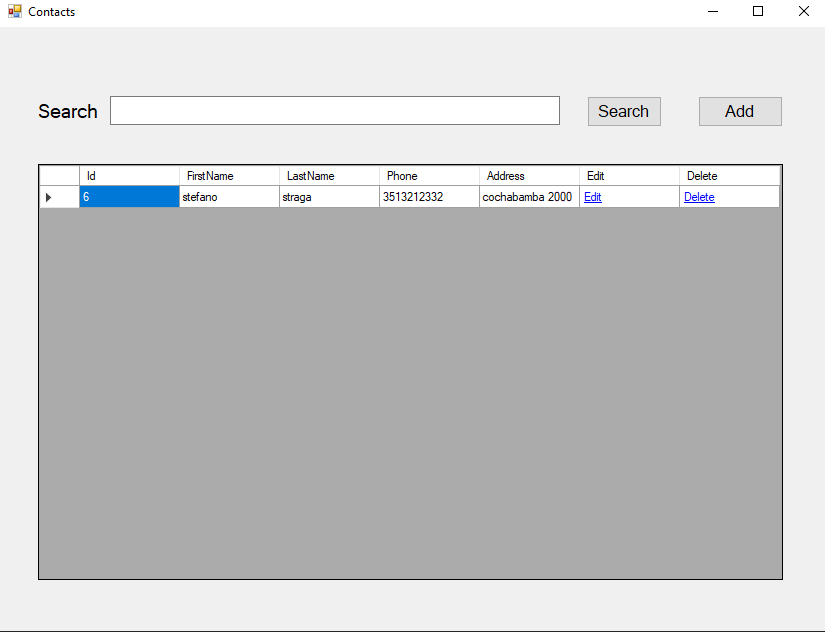 Contacts
Search Search Add
Id FirstName LastName Phone Address Edit Delete
6 stefano straga 3513212332 cochabamba 2000 Edit Delete